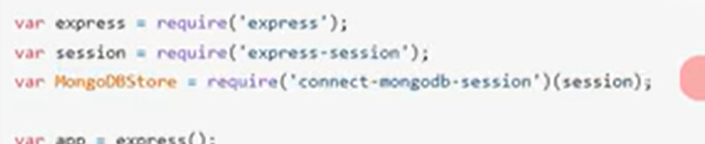 var express = require('express');
var session = require('express-session');
var MongoDBStore = require('connect-mongodb-session')(session);
var app = express();